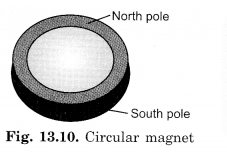 North pole
South pole
Fig. 13.10. Circular magnet